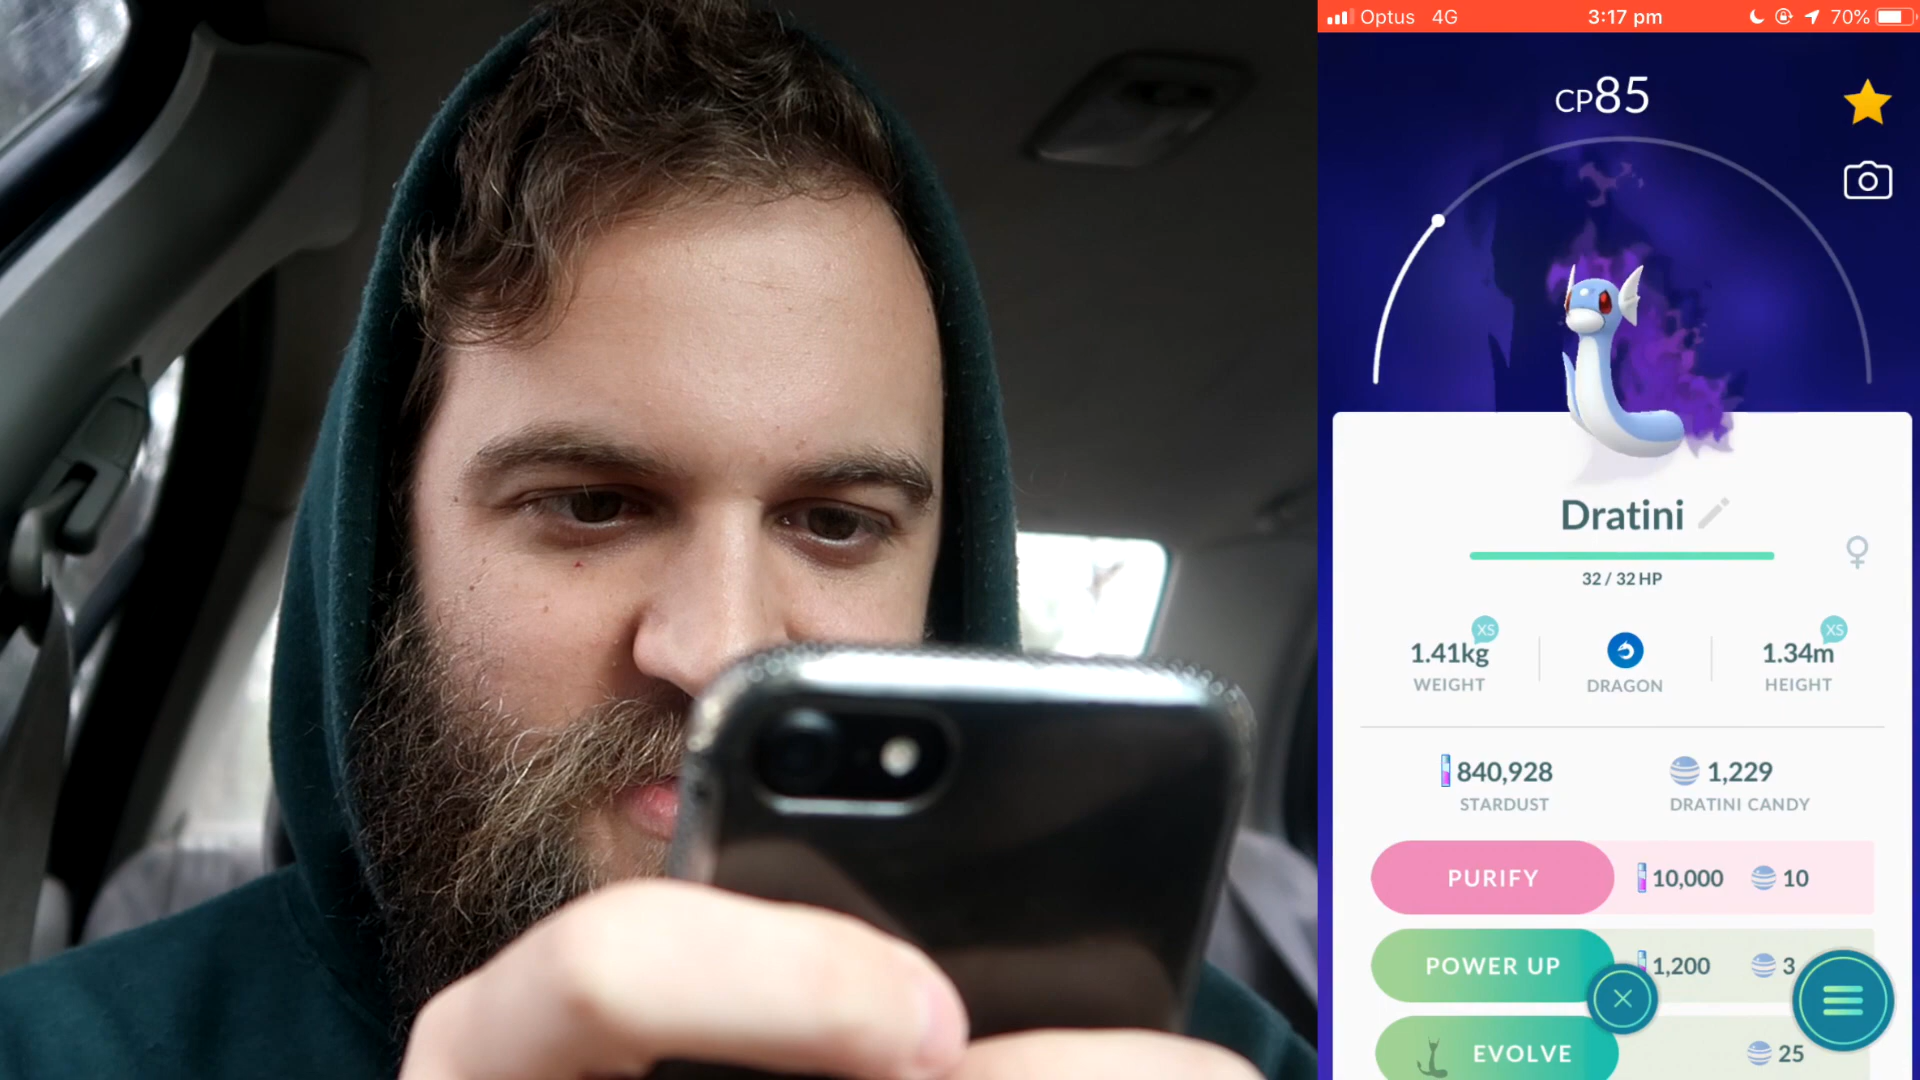 Optus 4G 3:17 pm 70%
CP85
Dratini
32 / 32 HP
XS XS
1.41kg 1.34m
WEIGHT DRAGON HEIGHT
840,928 1,229
STARDUST DRATINI CANDY
PURIFY 10,000 10
POWER UP 1,200 3
EVOLVE 25